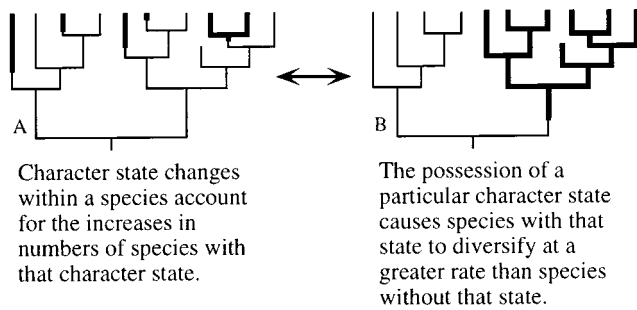 A
B
Character state changes
within a species account
for the increases in
numbers of species with
that character state.
The possession of a
particular character state
causes species with that
state to diversify at a
greater rate than species
without that state.